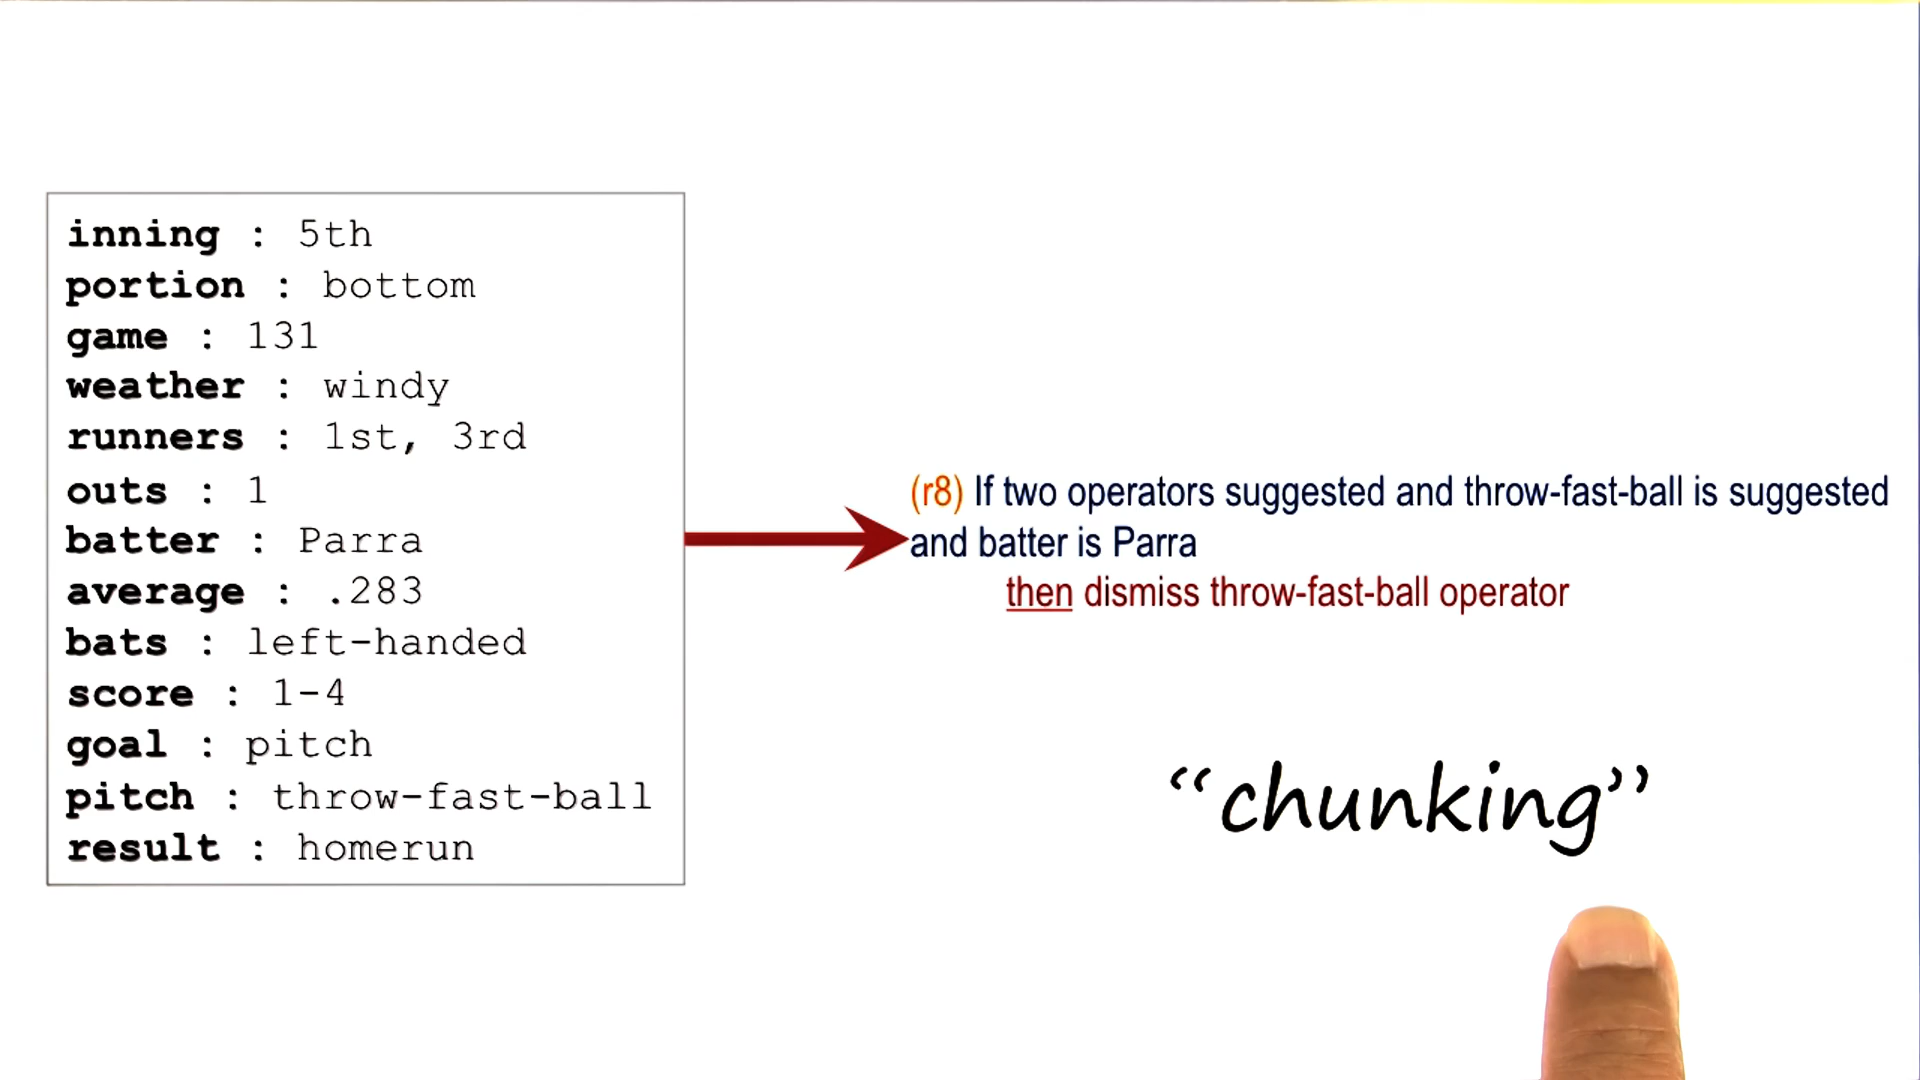 inning : 5th
portion : bottom
game : 131
weather : windy
runners : 1st, 3rd
outs : 1
batter : Parra
average : .283
bats : left-handed
score : 1-4
goal : pitch
pitch : throw-fast-ball
result : homerun
(r8) If two operators suggested and throw-fast-ball is suggested
and batter is Parra
then dismiss throw-fast-ball operator
“chunking”